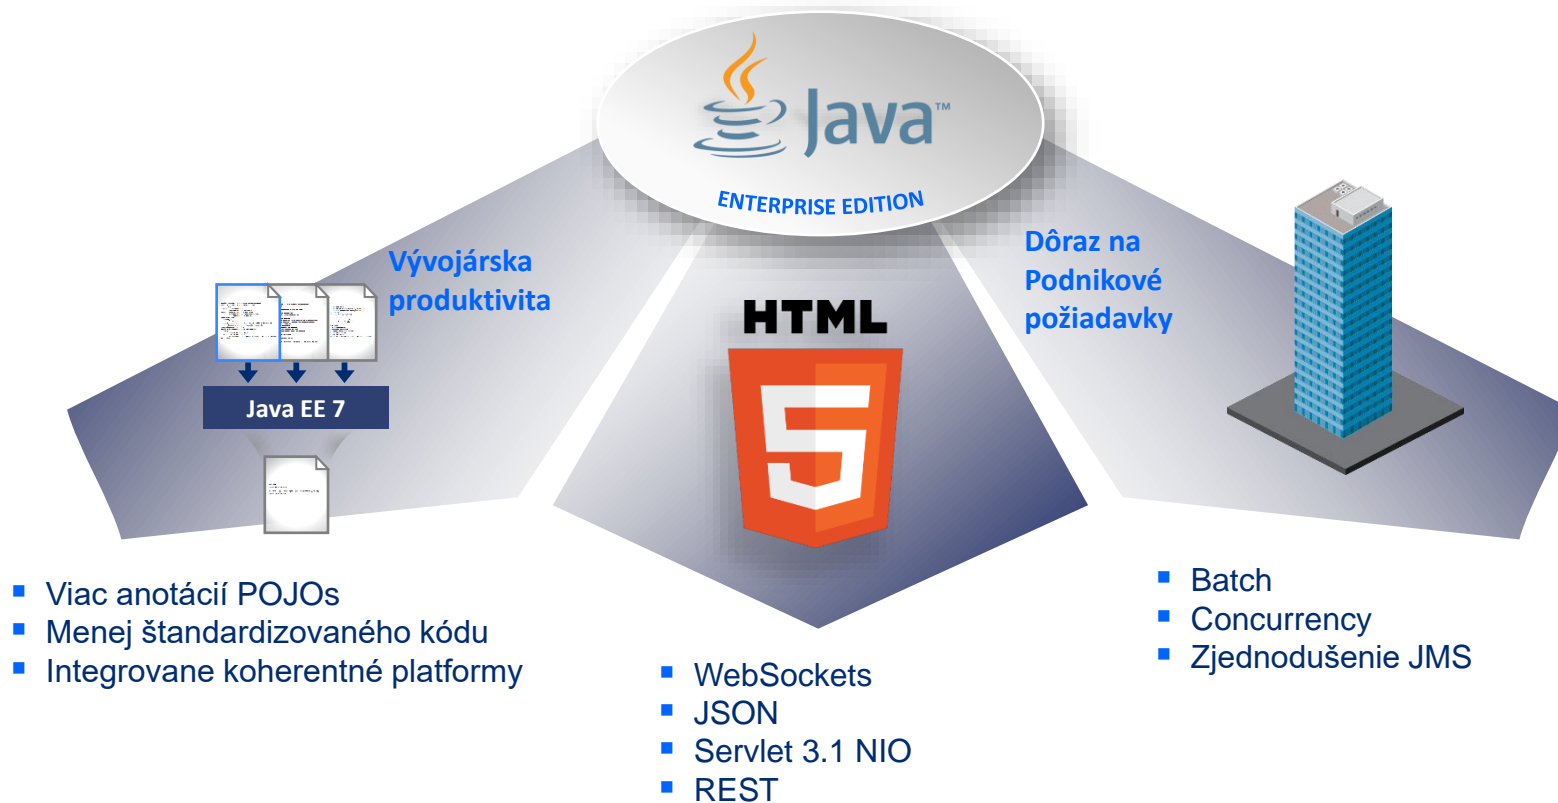 Java™
ENTERPRISE EDITION
Vývojárska
produktivita
Java EE 7
Viac anotácií POJOs
Menej štandardizovaného kódu
Integrovane koherentné platformy
HTML
5
WebSockets
JSON
Servlet 3.1 NIO
REST
Dôraz na
Podnikové
požiadavky
Batch
Concurrency
Zjednodušenie JMS